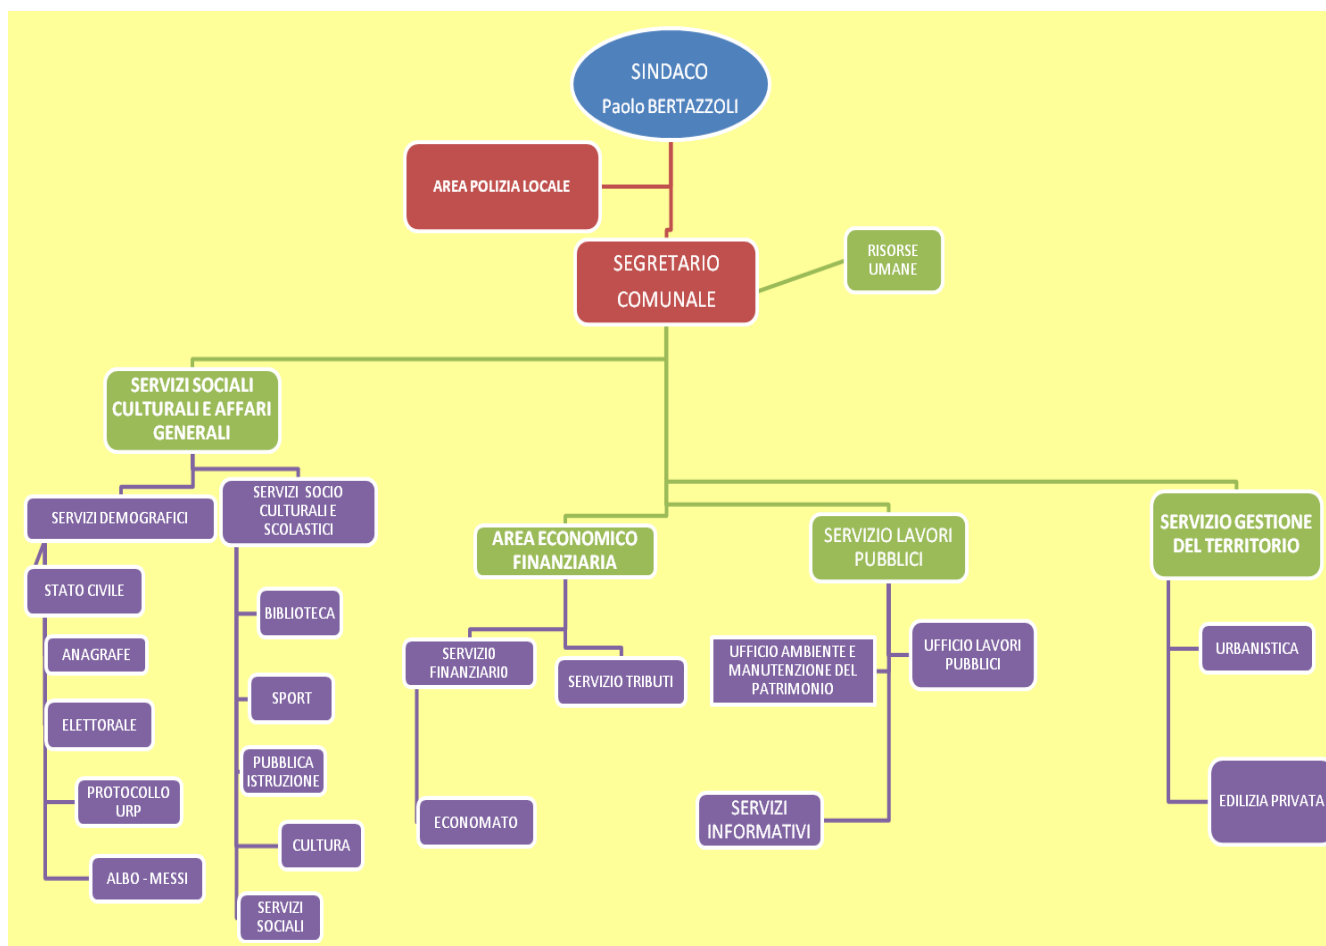 SINDACO
Paolo BERTAZZOLI
AREA POLIZIA LOCALE
SEGRETARIO
COMUNALE
RISORSE
UMANE
SERVIZI SOCIALI
CULTURALI E AFFARI
GENERALI
SERVIZI DEMOGRAFICI
SERVIZI SOCIO
CULTURALI E
SCOLASTICI
STATO CIVILE
ANAGRAFE
ELETTORALE
PROTOCOLLO
URP
ALBO - MESSI
BIBLIOTECA
SPORT
PUBBLICA
ISTRUZIONE
CULTURA
SERVIZI
SOCIALI
AREA ECONOMICO
FINANZIARIA
SERVIZIO
FINANZIARIO
SERVIZIO TRIBUTI
ECONOMATO
SERVIZIO LAVORI
PUBBLICI
UFFICIO AMBIENTE E
MANUTENZIONE DEL
PATRIMONIO
UFFICIO LAVORI
PUBBLICI
SERVIZI
INFORMATIVI
SERVIZIO GESTIONE
DEL TERRITORIO
URBANISTICA
EDILIZIA PRIVATA